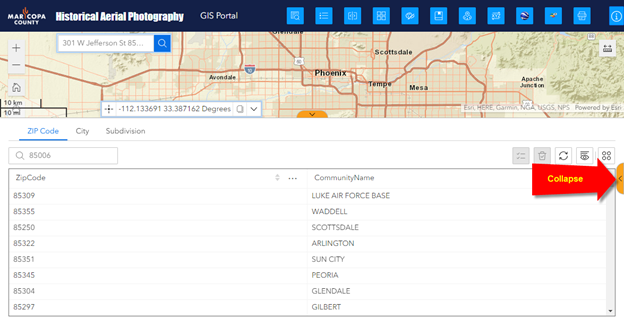 MARICOPA
COUNTY
Historical Aerial Photography
GIS Portal
301 W Jefferson St 85...
Scottsdale
Avondale
Phoenix
Tempe
Mesa
Apache
Junction
10 km
10 mi
-112.133691 33.387162 Degrees
Esri, HERE, Garmin, NGA, USGS, NPS
Powered by Esri
ZIP Code
City
Subdivision
85006
Collapse
ZipCode
CommunityName
85309 LUKE AIR FORCE BASE
85355 WADDELL
85250 SCOTTSDALE
85322 ARLINGTON
85351 SUN CITY
85345 PEORIA
85304 GLENDALE
85297 GILBERT